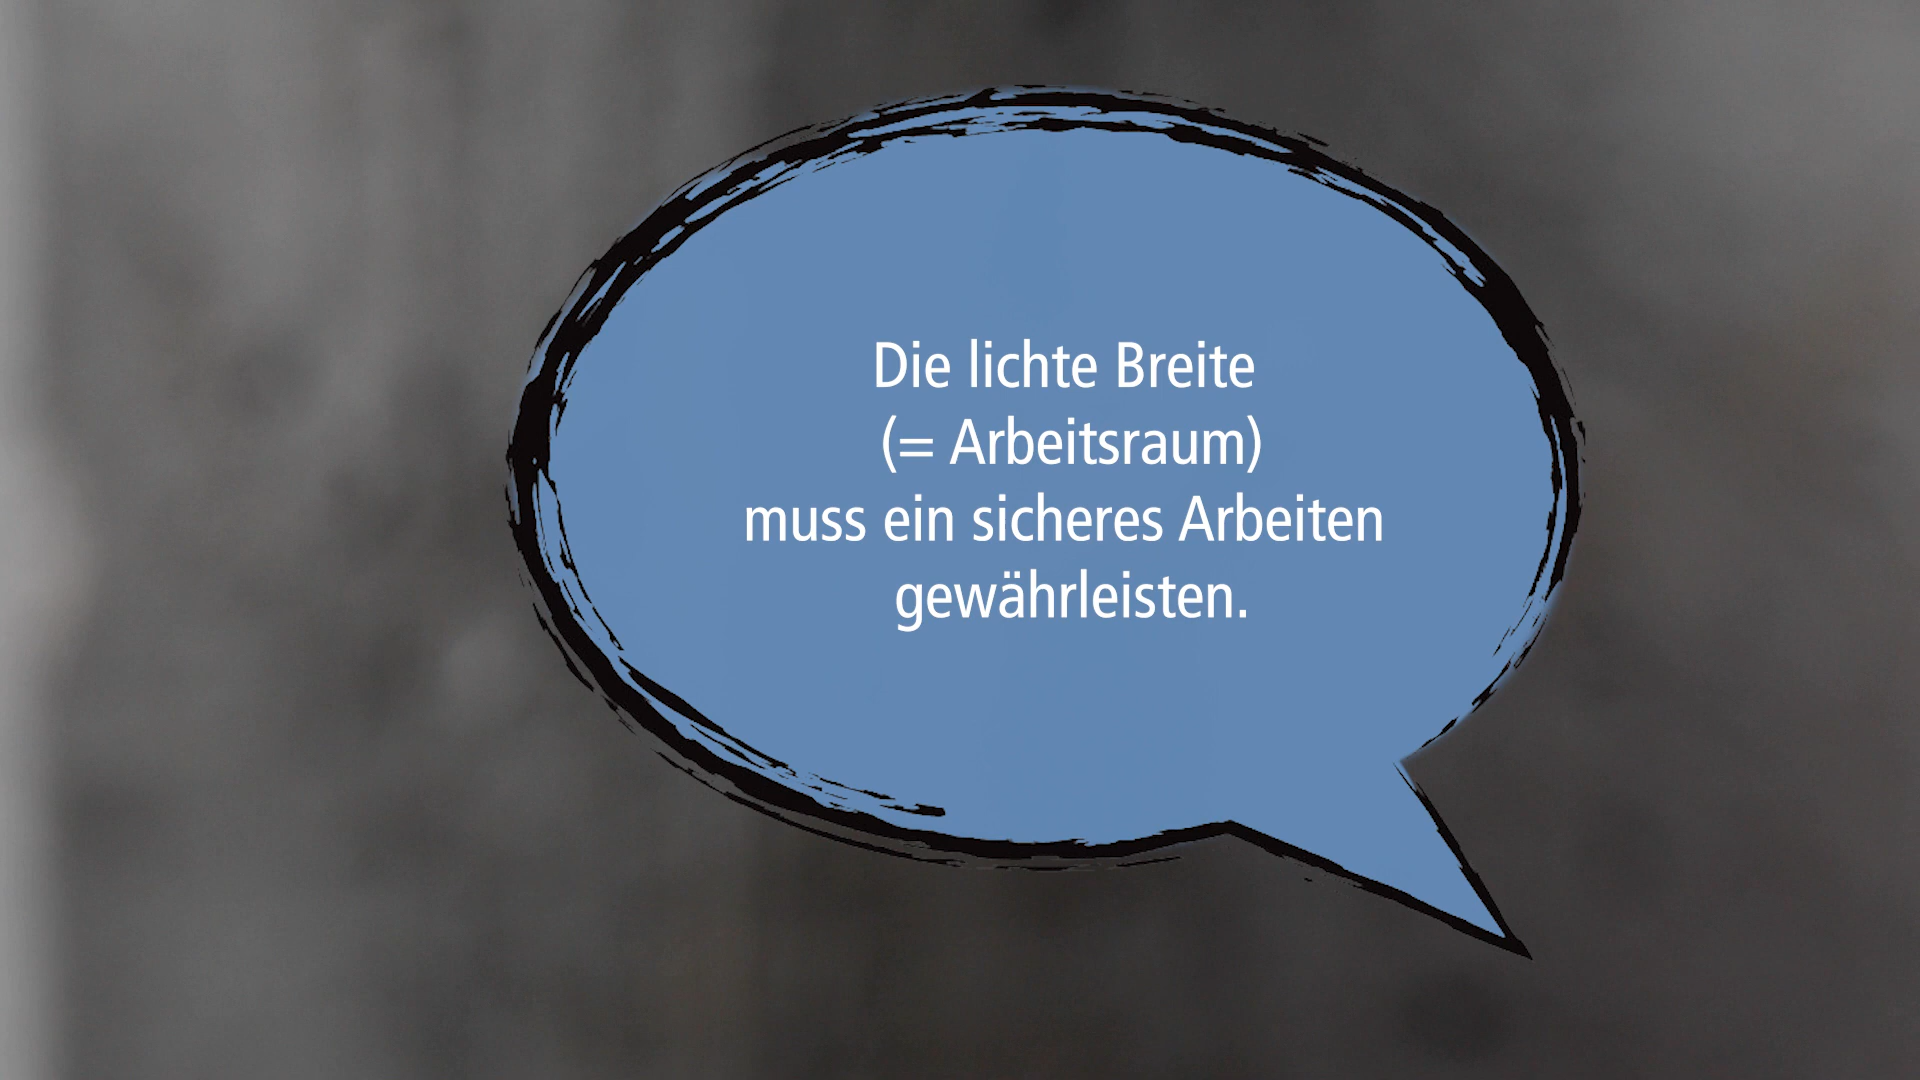 Die lichte Breite
(= Arbeitsraum)
muss ein sicheres Arbeiten
gewährleisten.